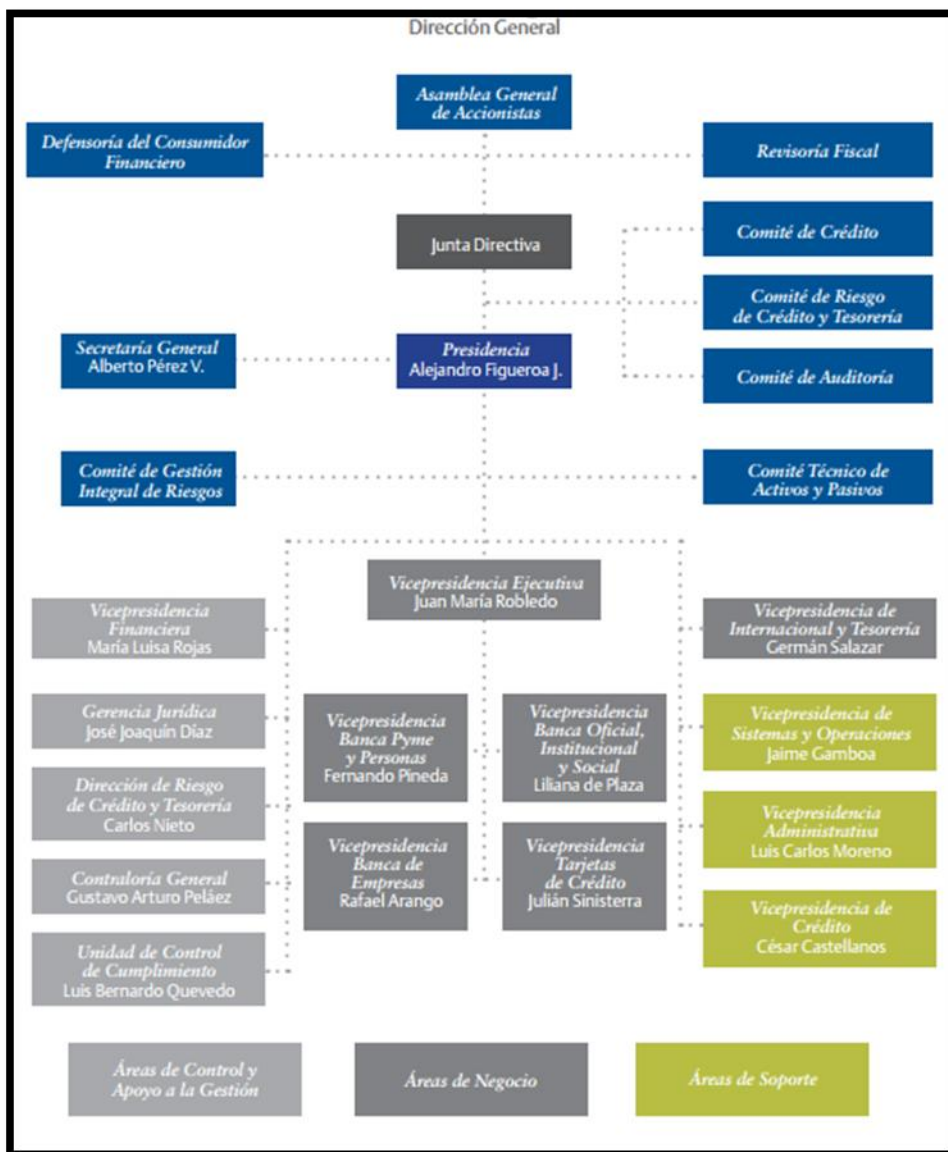 Dirección General
Asamblea General
de Accionistas
Defensoría del Consumidor
Financiero
Revisoría Fiscal
Junta Directiva
Comité de Crédito
Comité de Riesgo
de Crédito y Tesorería
Secretaría General
Alberto Pérez V.
Presidencia
Alejandro Figueroa J.
Comité de Auditoría
Comité de Gestión
Integral de Riesgos
Comité Técnico de
Activos y Pasivos
Vicepresidencia Ejecutiva
Juan María Robledo
Vicepresidencia
Financiera
María Luisa Rojas
Vicepresidencia de
Internacional y Tesorería
Germán Salazar
Gerencia Jurídica
José Joaquín Díaz
Vicepresidencia
Banca Pyme
y Personas
Fernando Pineda
Vicepresidencia
Banca Oficial,
Institucional
y Social
Liliana de Plaza
Vicepresidencia de
Sistemas y Operaciones
Jaime Gamboa
Dirección de Riesgo
de Crédito y Tesorería
Carlos Nieto
Vicepresidencia
Administrativa
Luis Carlos Moreno
Contraloría General
Gustavo Arturo Peláez
Vicepresidencia
Banca de
Empresas
Rafael Arango
Vicepresidencia
Tarjetas
de Crédito
Julián Sinisterra
Vicepresidencia de
Crédito
César Castellanos
Unidad de Control
de Cumplimiento
Luis Bernardo Quevedo
Áreas de Control y
Apoyo a la Gestión
Áreas de Negocio
Áreas de Soporte